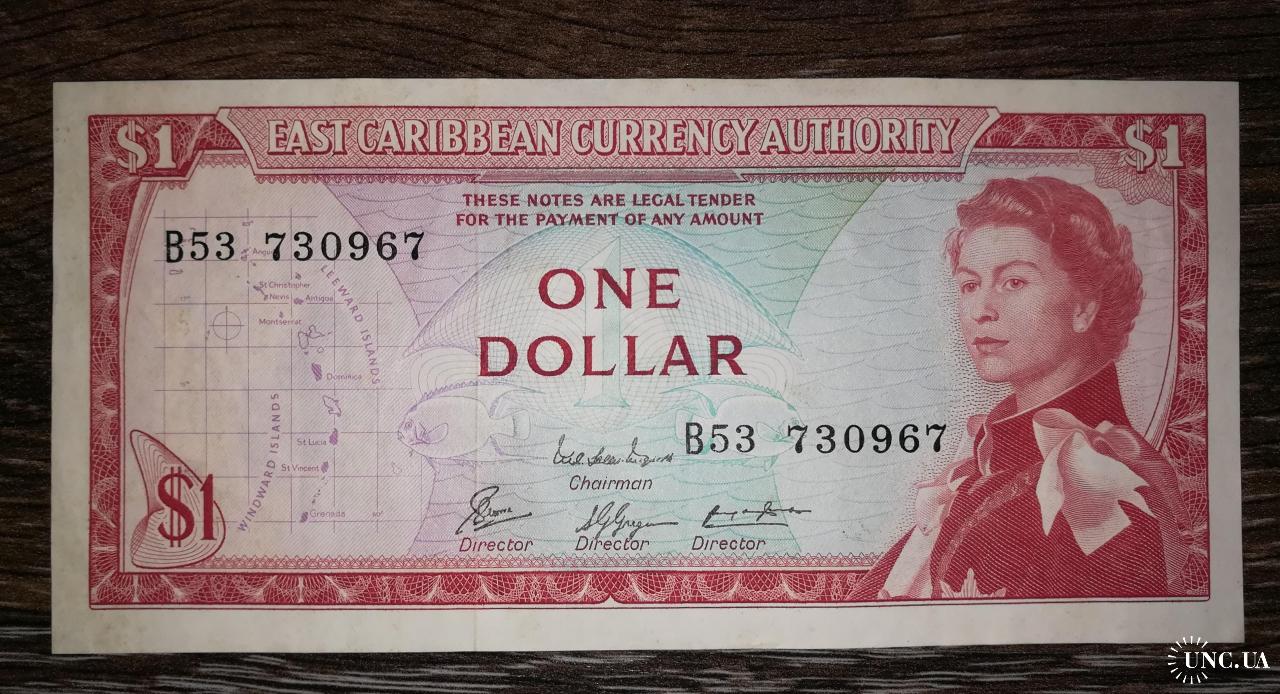 $1 EAST CARIBBEAN CURRENCY AUTHORITY $1
THESE NOTES ARE LEGAL TENDER
FOR THE PAYMENT OF ANY AMOUNT
B53 730967
LEEWARD ISLANDS
St Christopher
Nevis
Antigua
Montserrat
Dominica
WINDWARD ISLANDS
St Lucia
St Vincent
Grenada
1
ONE
DOLLAR
B53 730967
Chairman
Director Director Director
$1
UNC.UA